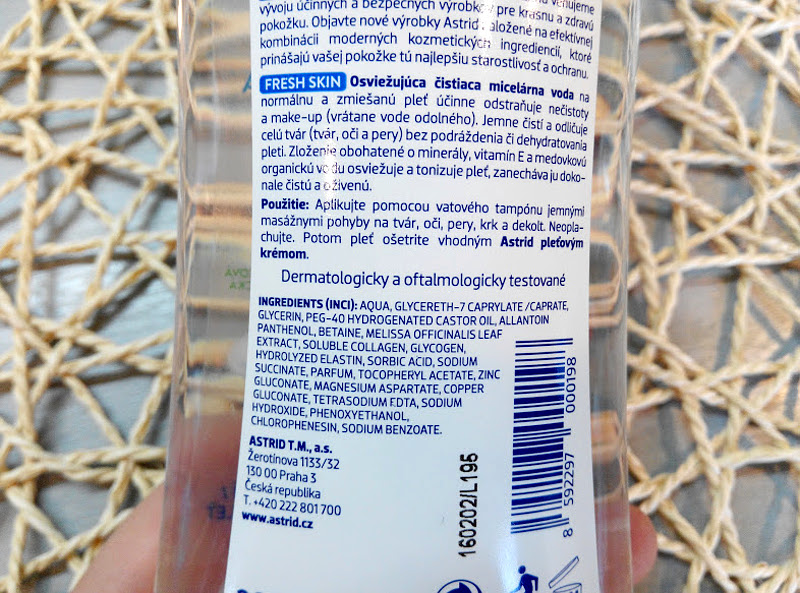 venujeme
vývoju účinných a bezpečných výrobkov pre krásnu a zdravú
pokožku. Objavte nové výrobky Astrid založené na efektívnej
kombinácii moderných kozmetických ingrediencií, ktoré
prinášajú vašej pokožke tú najlepšiu starostlivosť a ochranu.
FRESH SKIN Osviežujúca čistiaca micelárna voda na
normálnu a zmiešanú pleť účinne odstraňuje nečistoty
a make-up (vrátane vode odolného). Jemne čistí a odličuje
celú tvár (tvár, oči a pery) bez podráždenia či dehydratovania
pleti. Zloženie obohatené o minerály, vitamín E a medovkovú
organickú vodu osviežuje a tonizuje pleť, zanecháva ju doko-
nale čistú a oživenú.
Použitie: Aplikujte pomocou vatového tampónu jemnými
masážnymi pohyby na tvár, oči, pery, krk a dekolt. Neopla-
chujte. Potom pleť ošetrite vhodným Astrid pleťovým
krémom.
Dermatologicky a oftalmologicky testované
INGREDIENTS (INCI): AQUA, GLYCERETH-7 CAPRYLATE/CAPRATE,
GLYCERIN, PEG-40 HYDROGENATED CASTOR OIL, ALLANTOIN
PANTHENOL, BETAINE, MELISSA OFFICINALIS LEAF
EXTRACT, SOLUBLE COLLAGEN, GLYCOGEN,
HYDROLYZED ELASTIN, SORBIC ACID, SODIUM
SUCCINATE, PARFUM, TOCOPHERYL ACETATE, ZINC
GLUCONATE, MAGNESIUM ASPARTATE, COPPER
GLUCONATE, TETRASODIUM EDTA, SODIUM
HYDROXIDE, PHENOXYETHANOL,
CHLOROPHENESIN, SODIUM BENZOATE.
ASTRID T.M., a.s.
Žerotínova 1133/32
130 00 Praha 3
Česká republika
T. +420 222 801 700
www.astrid.cz
160202/L195
8 592297 000198